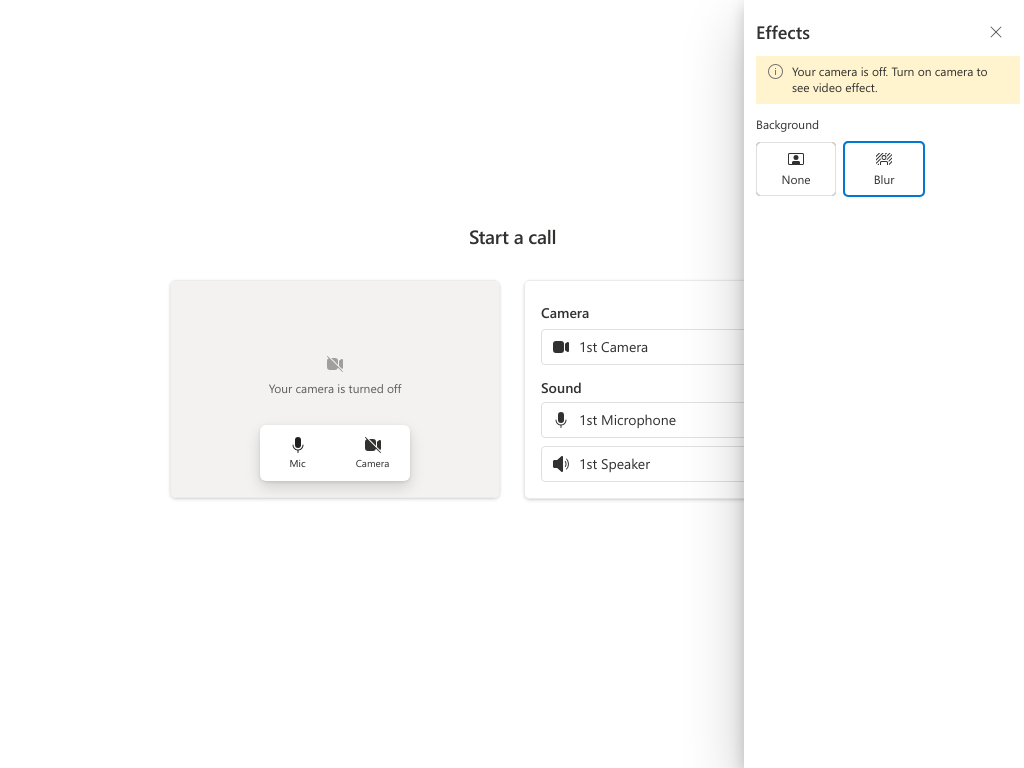 Effects
Your camera is off. Turn on camera to
see video effect.
Background
None
Blur
Start a call
Your camera is turned off
Mic
Camera
Camera
1st Camera
Sound
1st Microphone
1st Speaker